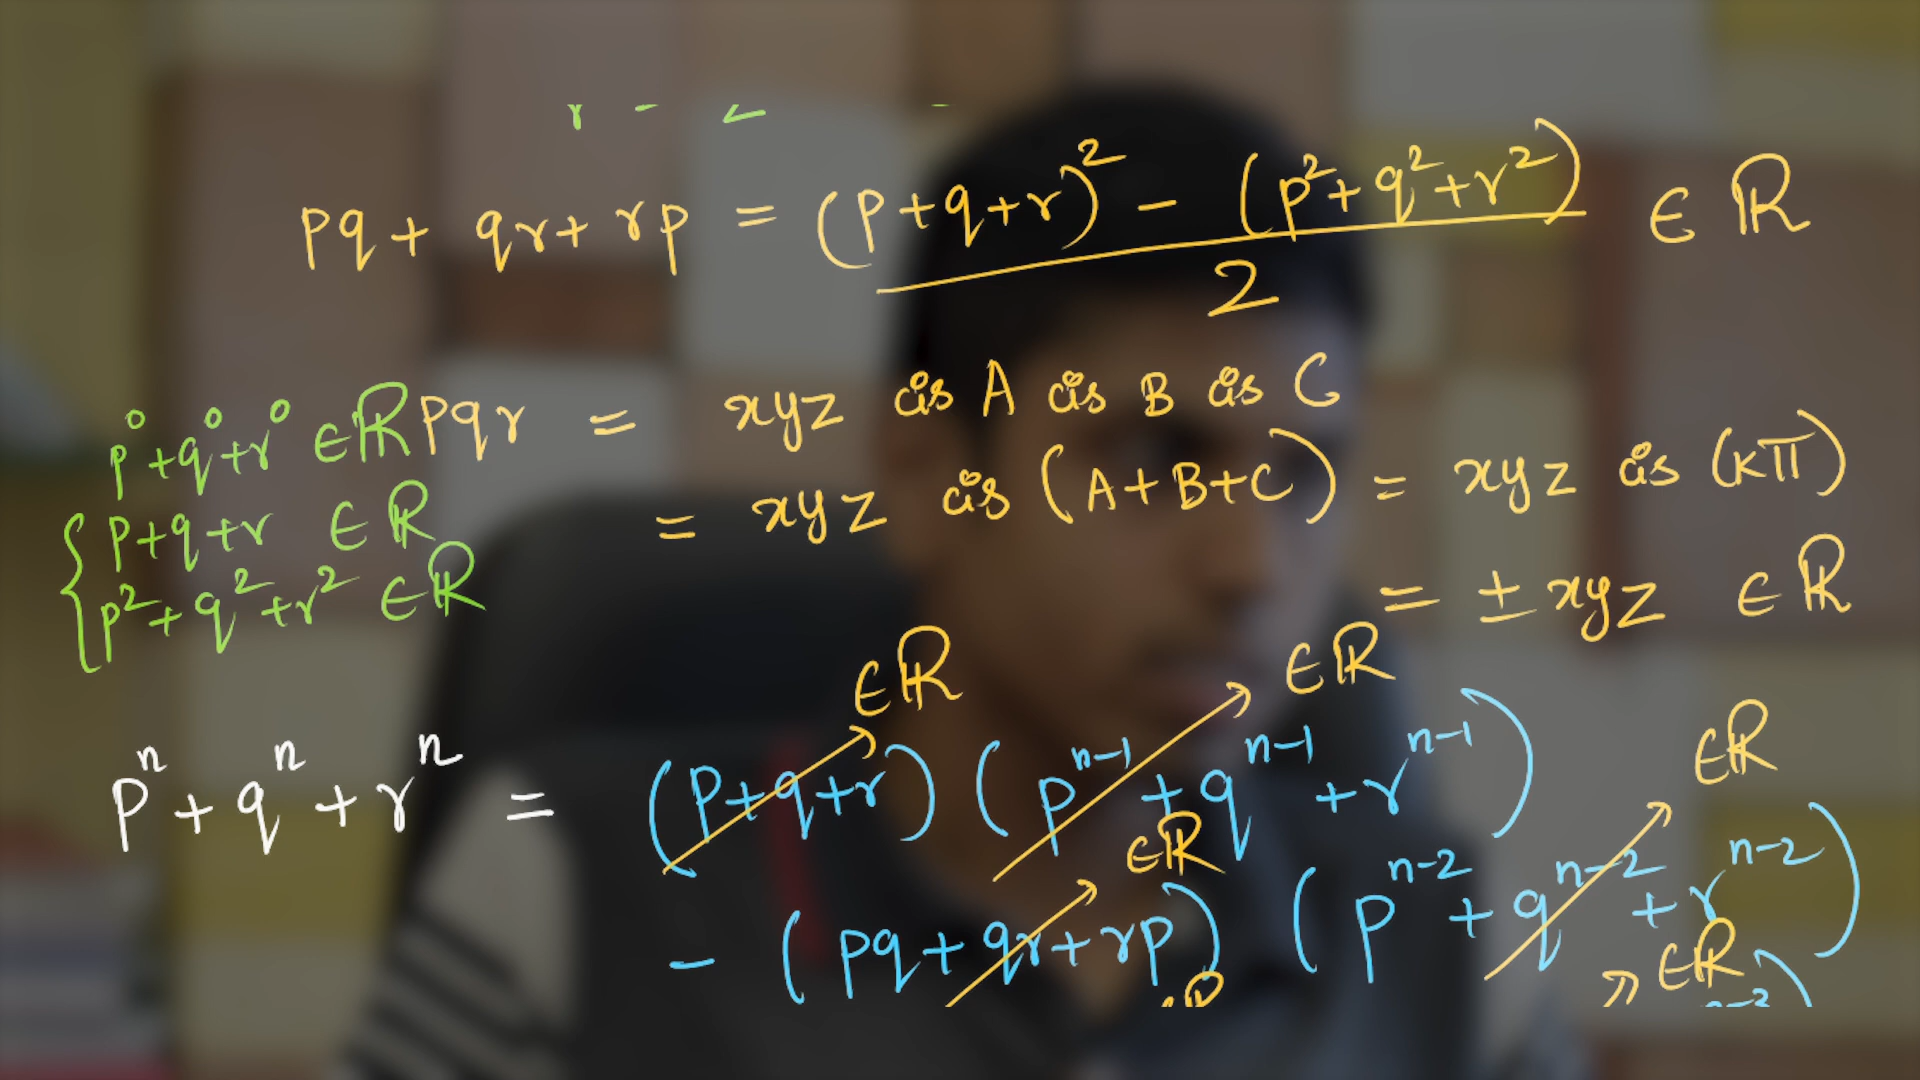 pq + qr + rp = (p+q+r)² - (p²+q²+r²) ∈ ℝ
2
p⁰+q⁰+r⁰ ∈ ℝ
p+q+r ∈ ℝ
p²+q²+r² ∈ ℝ
pqr = xyz cis A cis B cis C
= xyz cis (A+B+C) = xyz cis (kπ)
= ± xyz ∈ ℝ
∈ℝ ∈ℝ
pⁿ + qⁿ + rⁿ = (p+q+r) (pⁿ⁻¹ + qⁿ⁻¹ + rⁿ⁻¹)
∈ℝ ∈ℝ
- (pq + qr + rp) (pⁿ⁻² + qⁿ⁻² + rⁿ⁻²)
∈ℝ